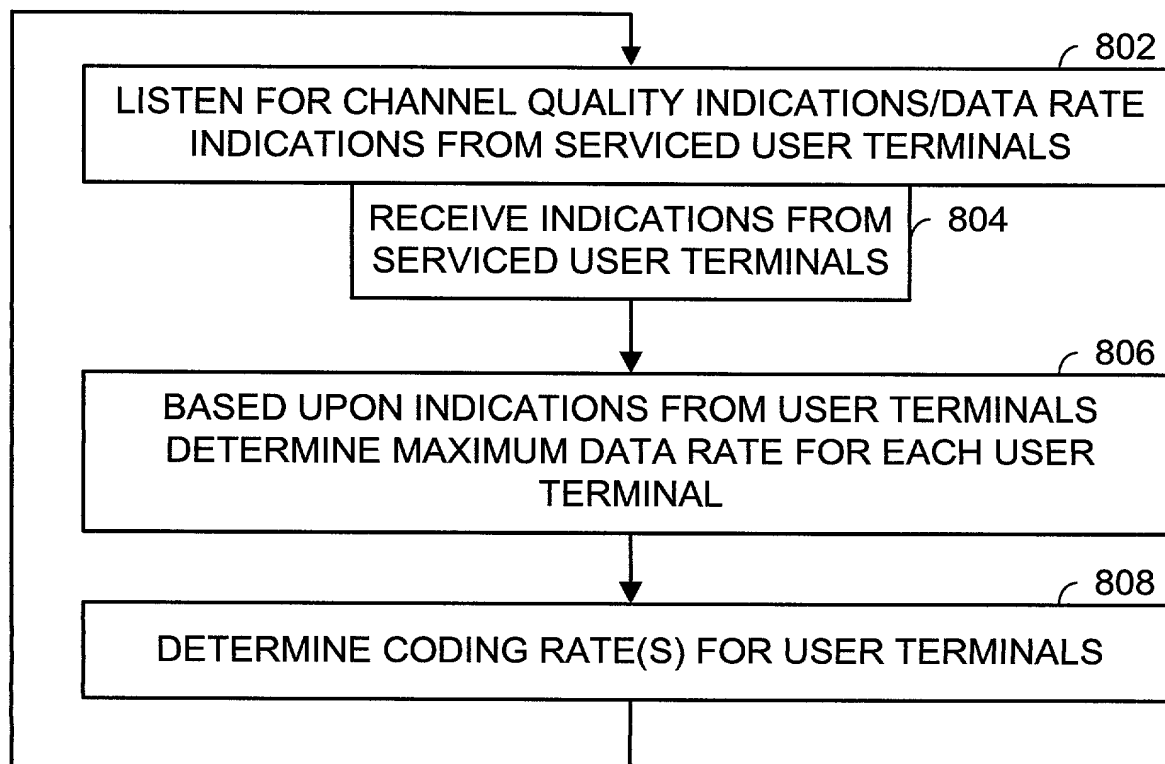 802
LISTEN FOR CHANNEL QUALITY INDICATIONS/DATA RATE
INDICATIONS FROM SERVICED USER TERMINALS
RECEIVE INDICATIONS FROM
SERVICED USER TERMINALS
804
806
BASED UPON INDICATIONS FROM USER TERMINALS
DETERMINE MAXIMUM DATA RATE FOR EACH USER
TERMINAL
808
DETERMINE CODING RATE(S) FOR USER TERMINALS